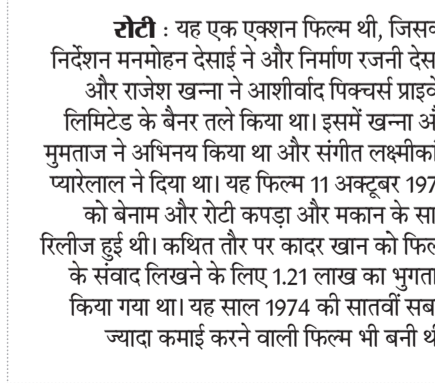 रोटी : यह एक एक्शन फिल्म थी, जिसक
निर्देशन मनमोहन देसाई ने और निर्माण रजनी देस
और राजेश खन्ना ने आशीर्वाद पिक्चर्स प्राइवे
लिमिटेड के बैनर तले किया था। इसमें खन्ना औ
मुमताज ने अभिनय किया था और संगीत लक्ष्मीकां
प्यारेलाल ने दिया था। यह फिल्म 11 अक्टूबर 197
को बेनाम और रोटी कपड़ा और मकान के सा
रिलीज हुई थी। कथित तौर पर कादर खान को फिल
के संवाद लिखने के लिए 1.21 लाख का भुगता
किया गया था। यह साल 1974 की सातवीं सब
ज्यादा कमाई करने वाली फिल्म भी बनी थी